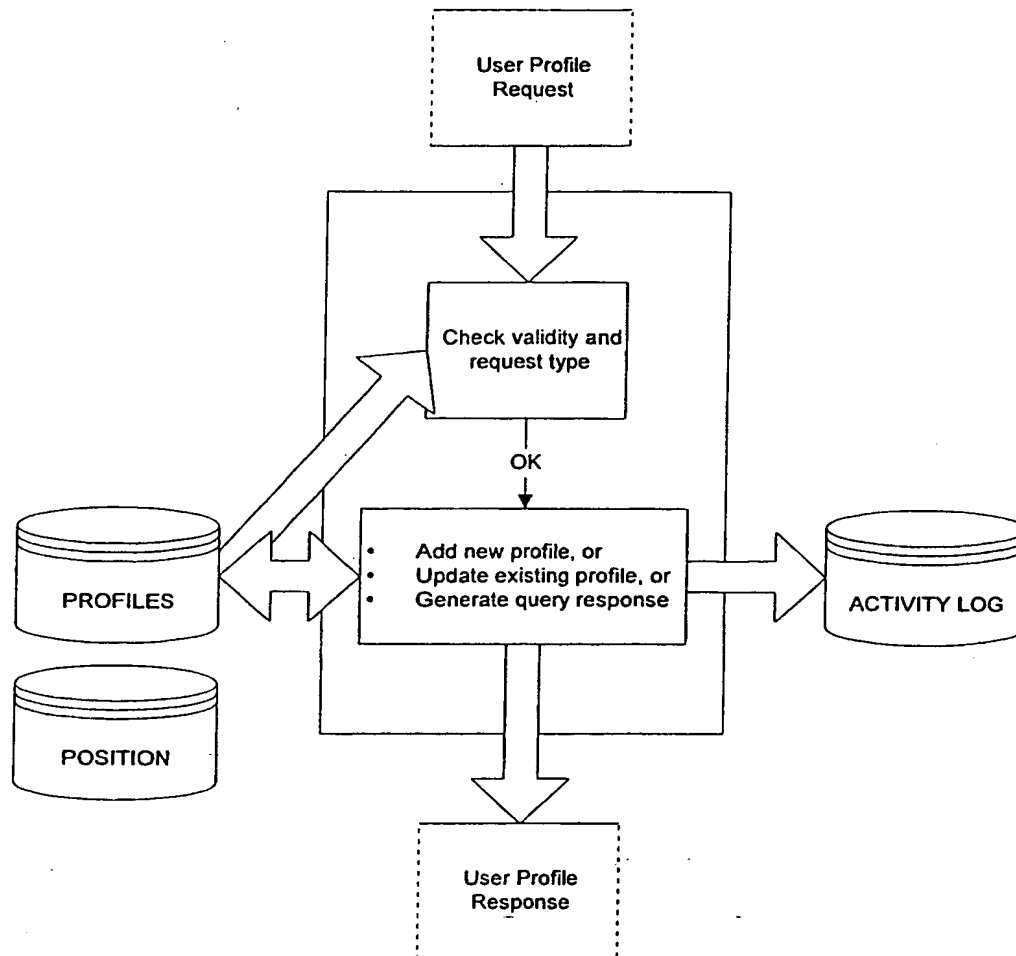 User Profile
Request
Check validity and
request type
OK
• Add new profile, or
• Update existing profile, or
• Generate query response
PROFILES
ACTIVITY LOG
POSITION
User Profile
Response